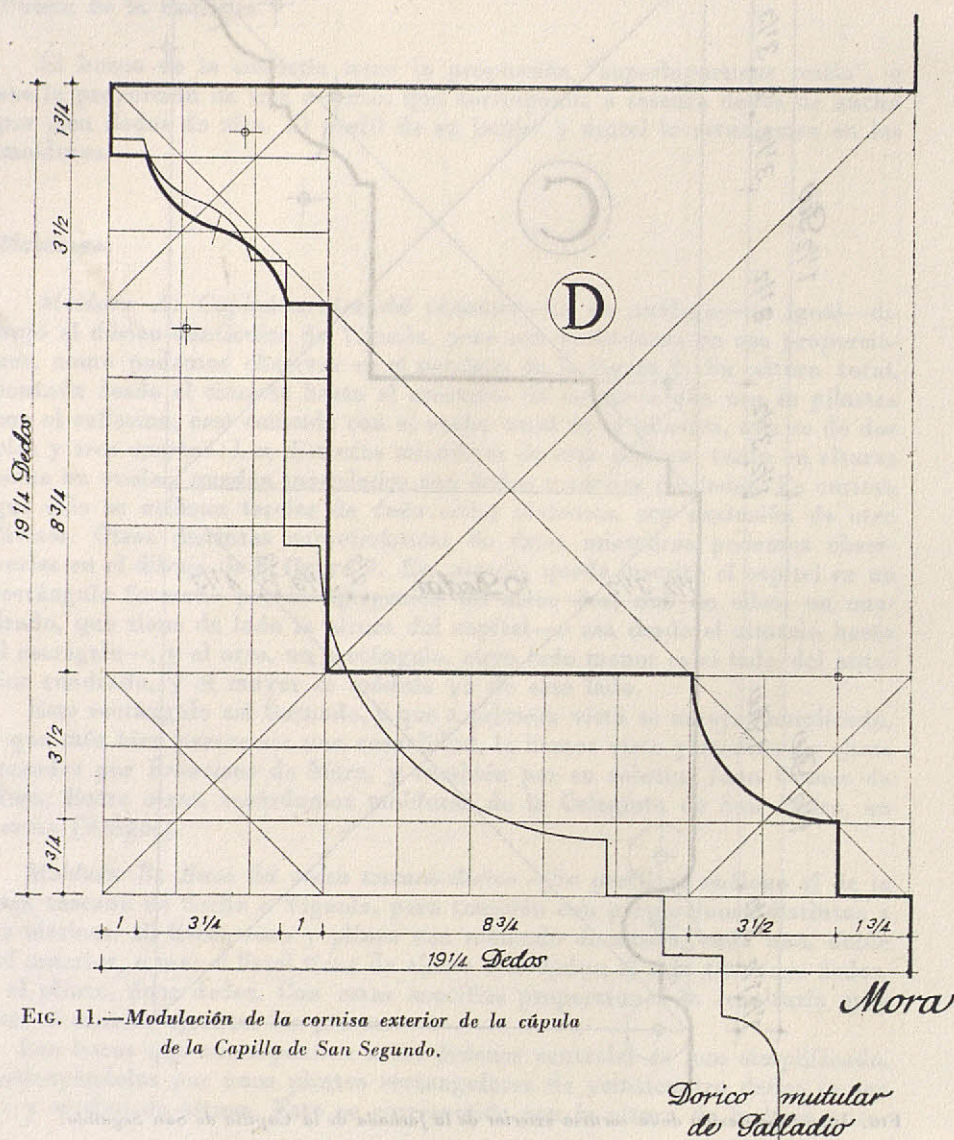 1 3/4
3 1/2
8 3/4
19 1/4 Dedos
3 1/2
1 3/4
D
1 3 1/4 1 8 3/4 3 1/2 1 3/4
19 1/4 Dedos
Mora
FIG. 11.—Modulación de la cornisa exterior de la cúpula
de la Capilla de San Segundo.
Dorico mutular
de Palladio